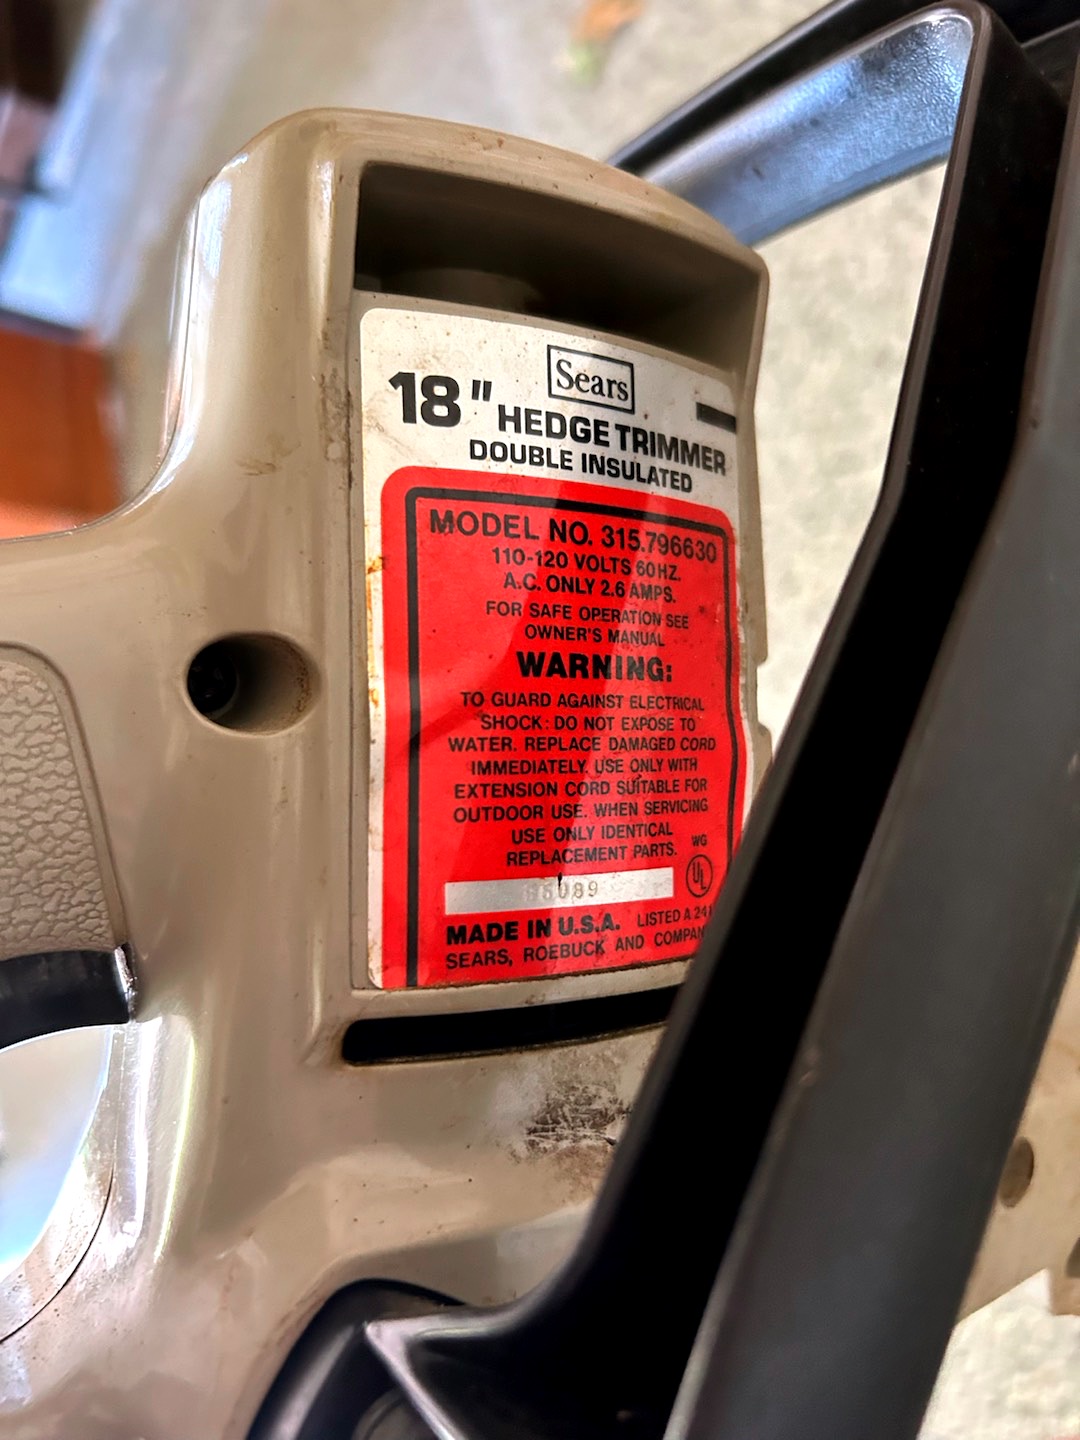 Sears
18" HEDGE TRIMMER
DOUBLE INSULATED
MODEL NO. 315.796630
110-120 VOLTS 60HZ.
A.C. ONLY 2.6 AMPS.
FOR SAFE OPERATION SEE
OWNER'S MANUAL
WARNING:
TO GUARD AGAINST ELECTRICAL
SHOCK: DO NOT EXPOSE TO
WATER. REPLACE DAMAGED CORD
IMMEDIATELY. USE ONLY WITH
EXTENSION CORD SUITABLE FOR
OUTDOOR USE. WHEN SERVICING
USE ONLY IDENTICAL
REPLACEMENT PARTS.
WG
UL
MADE IN U.S.A. LISTED
SEARS, ROEBUCK AND